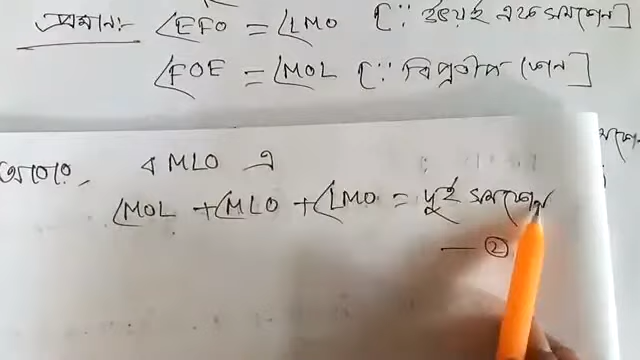 প্রমাণঃ ∠EFO = ∠LMO [∵ উভয়ই এক সমকোণ]
∠FOE = ∠MOL [∵ বিপ্রতীপ কোণ]
আবার, Δ MLO এ
∠MOL + ∠MLO + ∠LMO = দুই সমকোণ
— ②